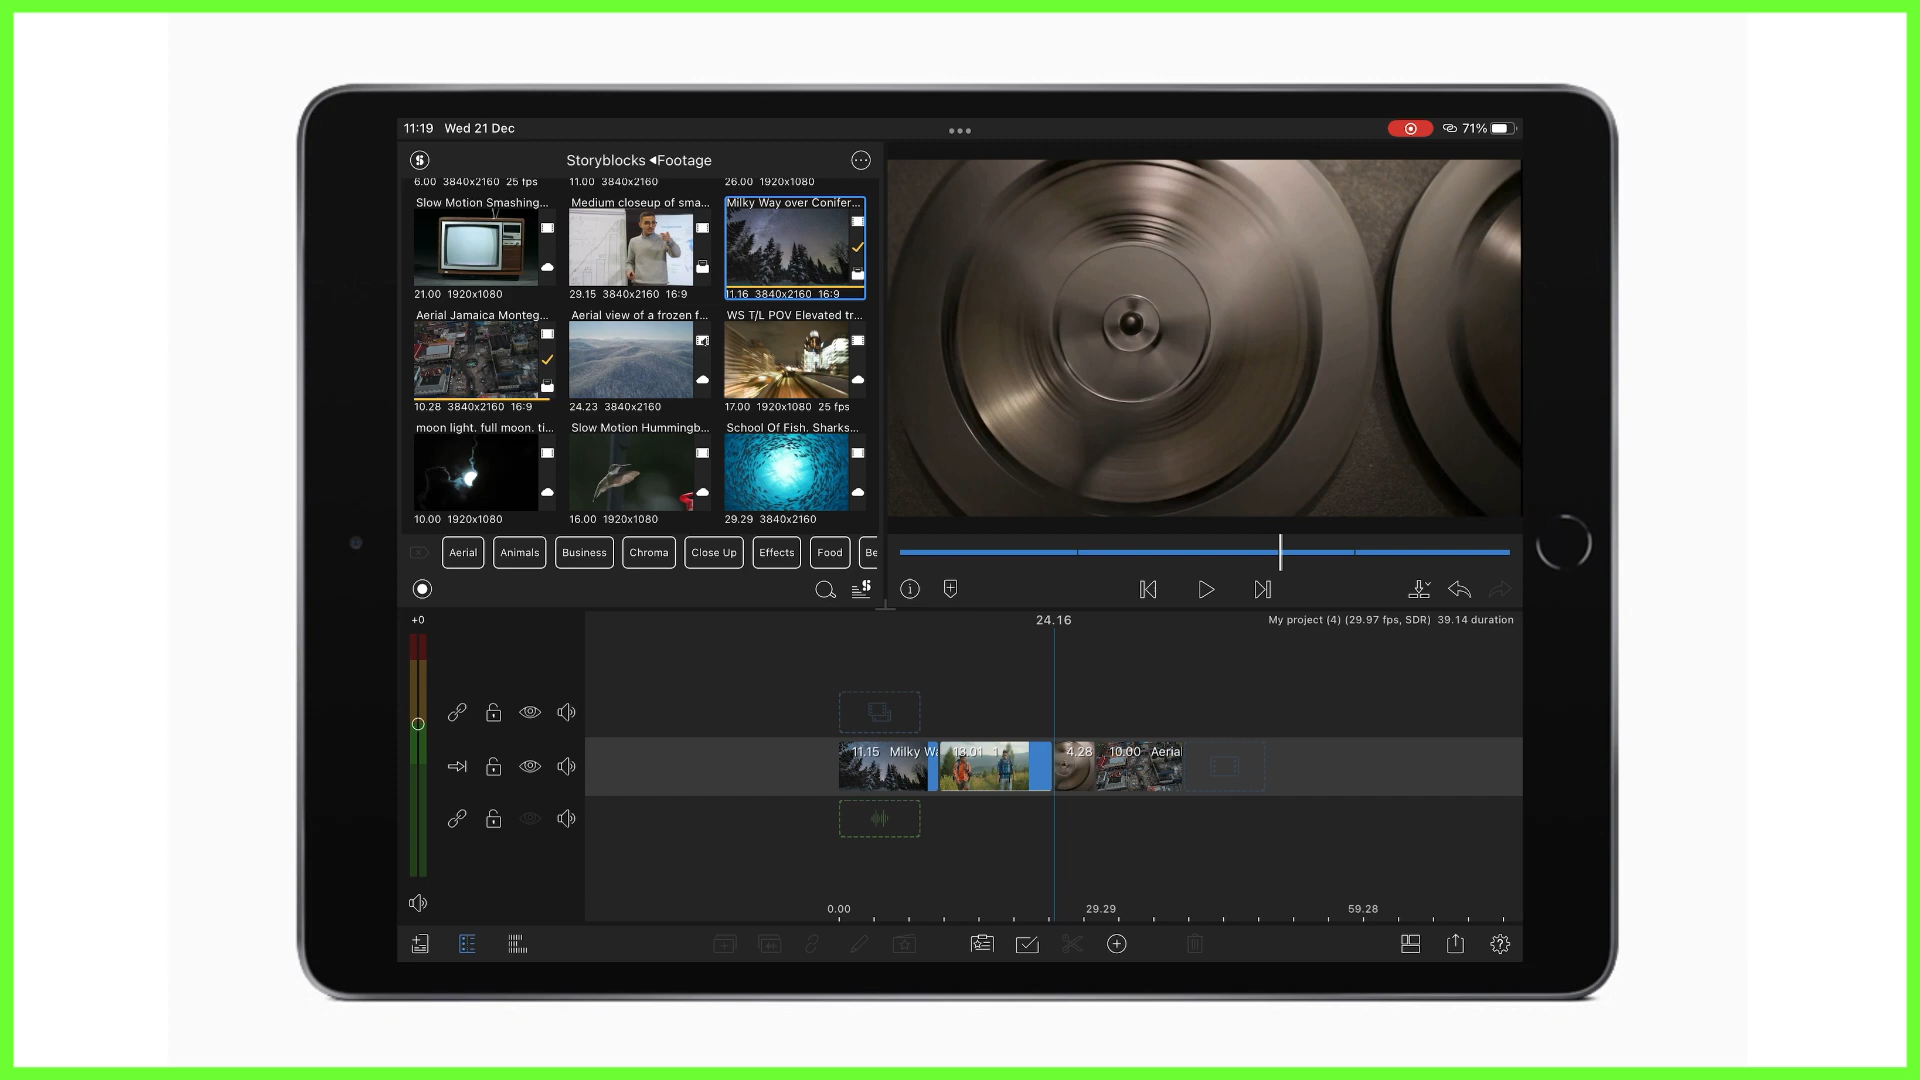 11:19 Wed 21 Dec
71%
Storyblocks ◀Footage
6.00 3840x2160 25 fps
11.00 3840x2160
26.00 1920x1080
Slow Motion Smashing...
Medium closeup of sma...
Milky Way over Conifer...
21.00 1920x1080
29.15 3840x2160 16:9
11.16 3840x2160 16:9
Aerial Jamaica Monteg...
Aerial view of a frozen f...
WS T/L POV Elevated tr...
10.28 3840x2160 16:9
24.23 3840x2160
17.00 1920x1080 25 fps
moon light. full moon. ti...
Slow Motion Hummingb...
School Of Fish. Sharks...
10.00 1920x1080
16.00 1920x1080
29.29 3840x2160
Aerial
Animals
Business
Chroma
Close Up
Effects
Food
Be
+0
24.16
My project (4) (29.97 fps, SDR) 39.14 duration
11.15 Milky Wa
13.01 1
4.28
10.00 Aerial
0.00
29.29
59.28